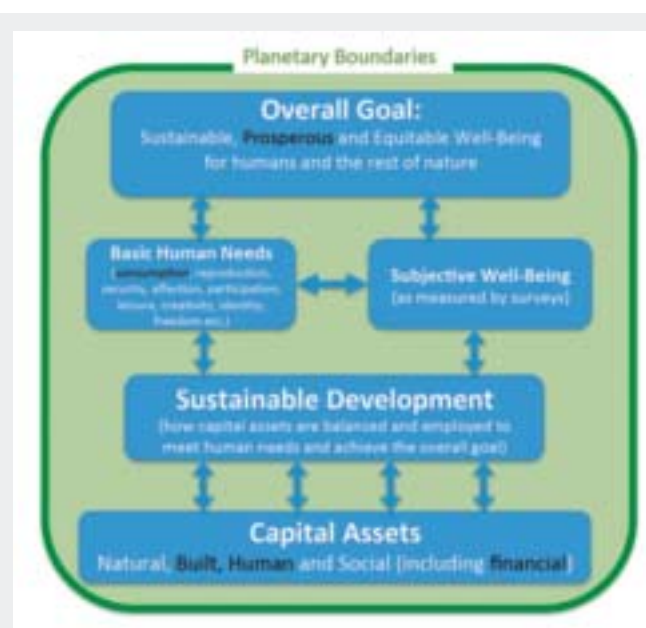 Planetary Boundaries
Overall Goal:
Sustainable, Prosperous and Equitable Well-Being
for humans and the rest of nature
Basic Human Needs
(consumption, reproduction,
security, affection, participation,
leisure, creativity, identity,
freedom etc.)
Subjective Well-Being
(as measured by surveys)
Sustainable Development
(how capital assets are balanced and employed to
meet human needs and achieve the overall goal)
Capital Assets
Natural, Built, Human and Social (including financial)